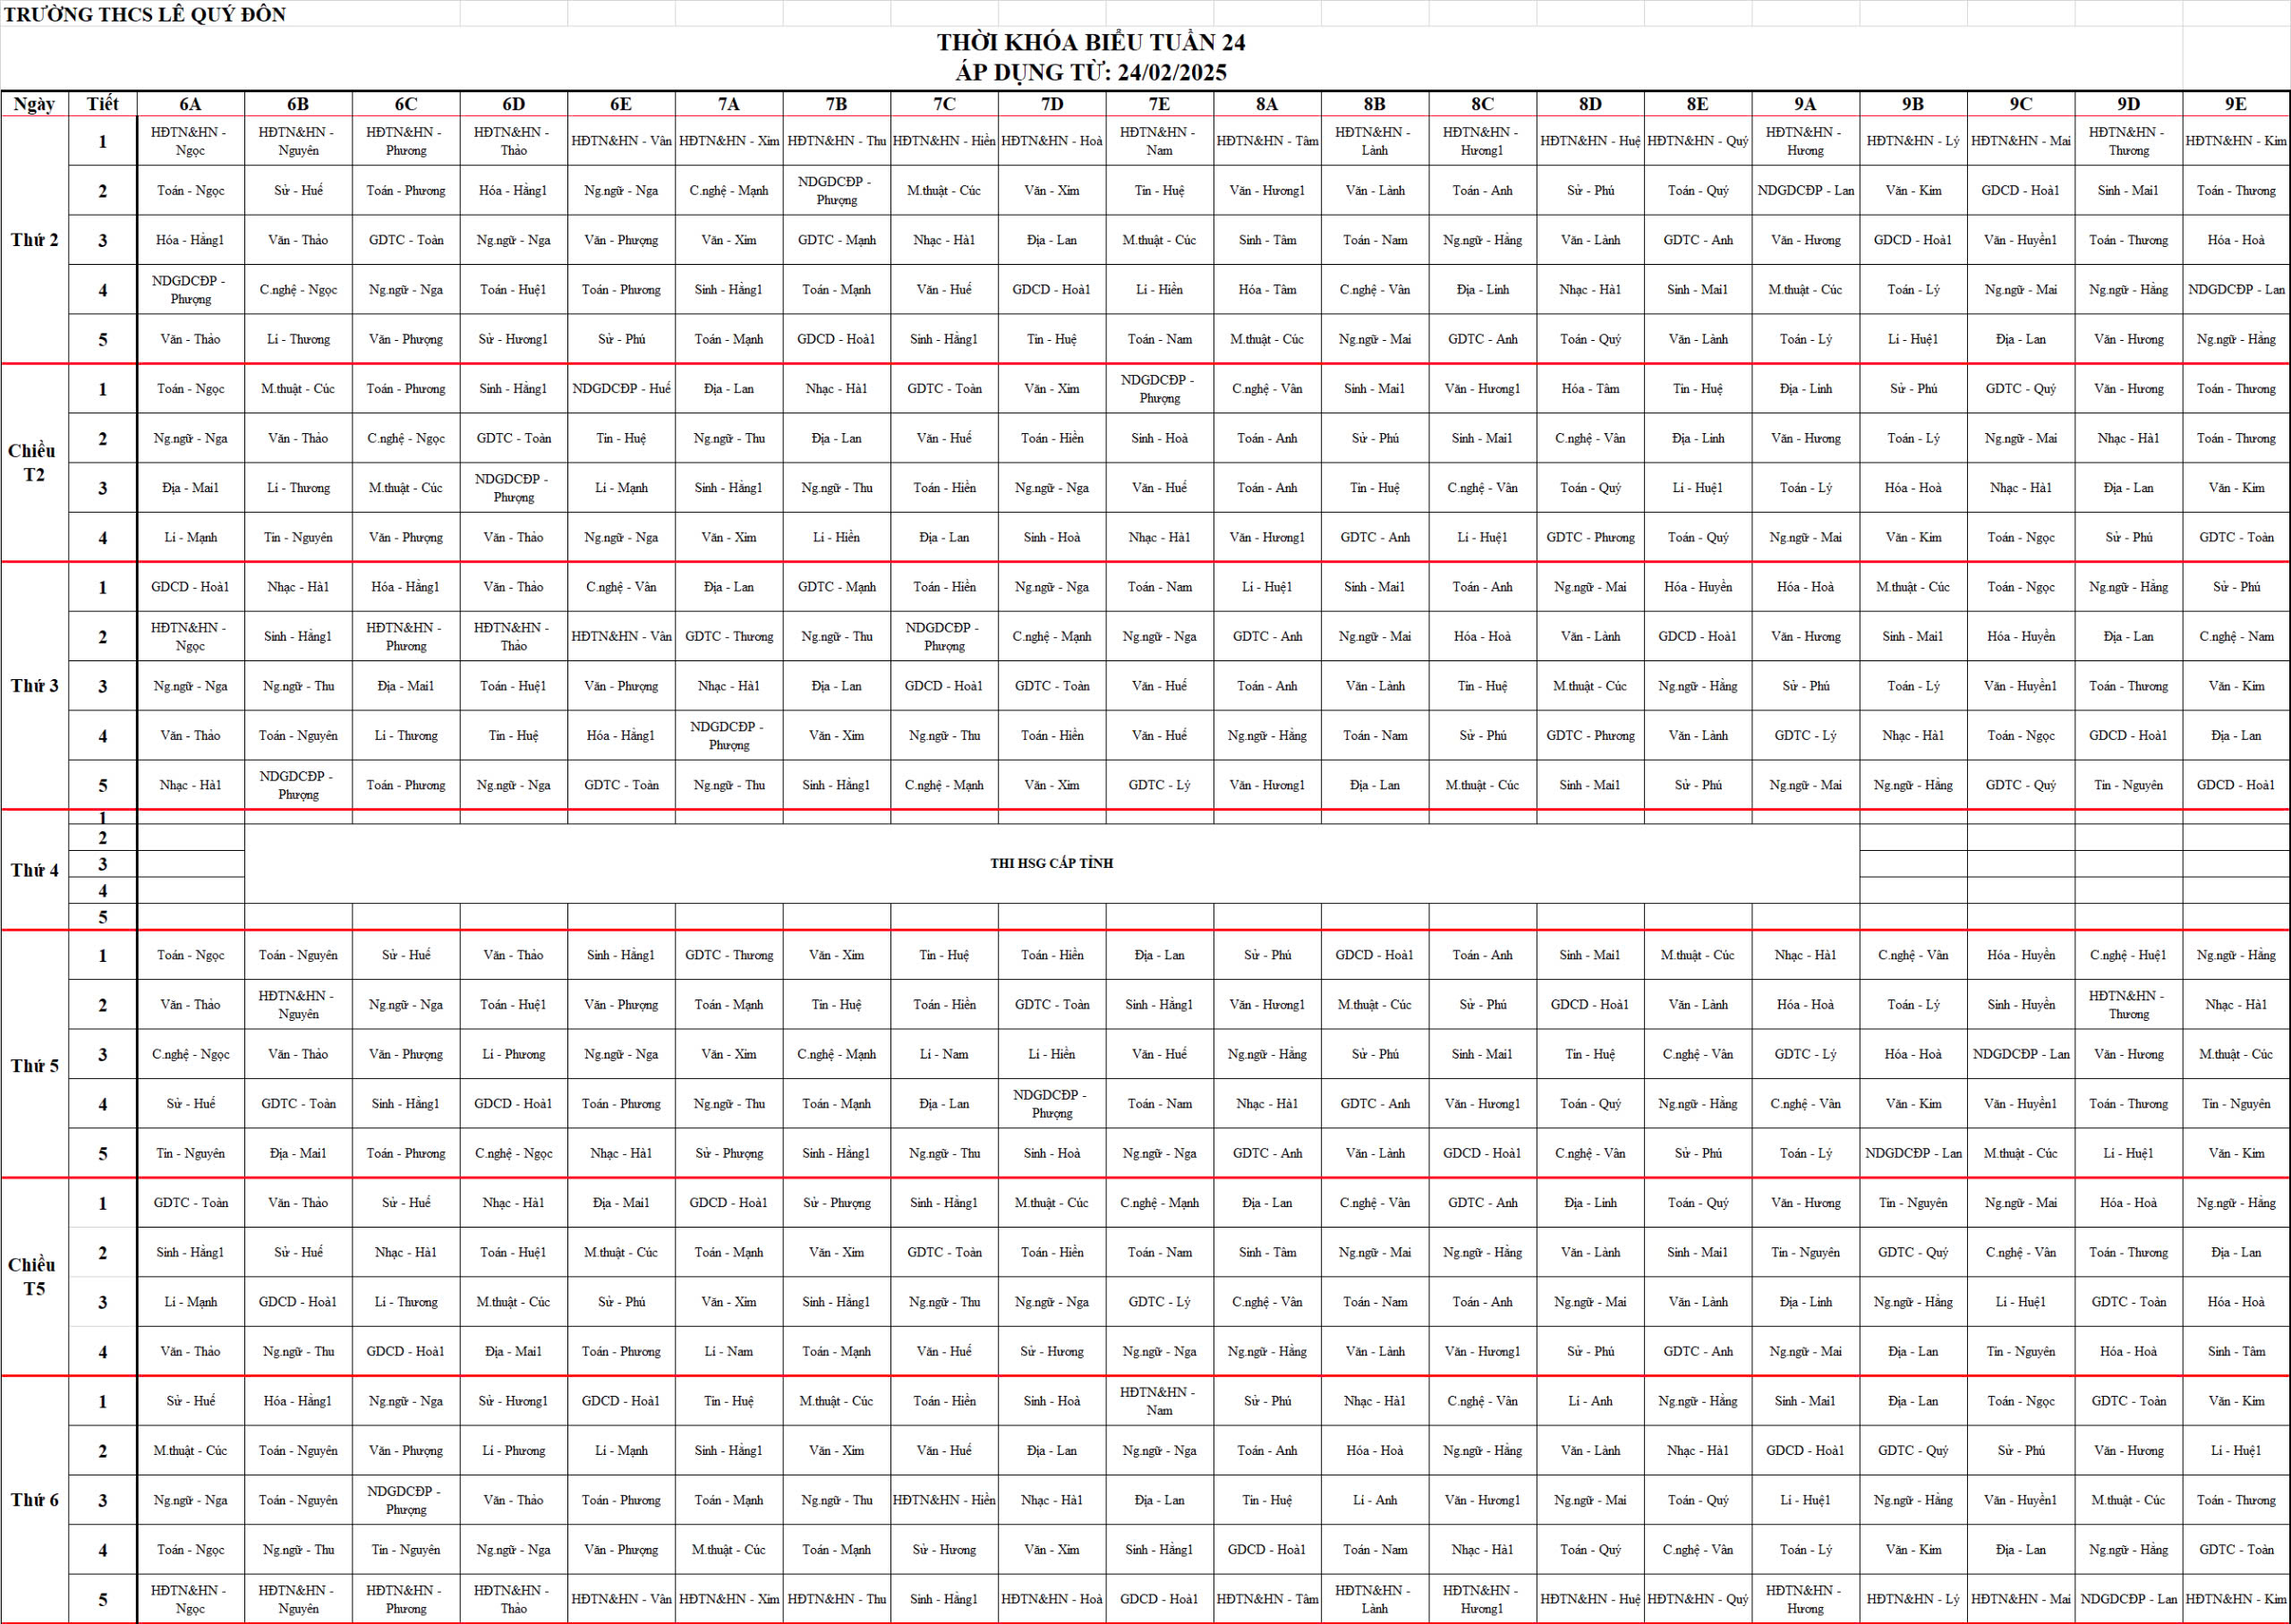 TRƯỜNG THCS LÊ QUÝ ĐÔN
THỜI KHÓA BIỂU TUẦN 24
ÁP DỤNG TỪ: 24/02/2025
Ngày Tiết 6A 6B 6C 6D 6E 7A 7B 7C 7D 7E 8A 8B 8C 8D 8E 9A 9B 9C 9D 9E
Thứ 2
1 HĐTN&HN - Ngọc HĐTN&HN - Nguyên HĐTN&HN - Phương HĐTN&HN - Thảo HĐTN&HN - Vân HĐTN&HN - Xim HĐTN&HN - Thu HĐTN&HN - Hiền HĐTN&HN - Hoà HĐTN&HN - Nam HĐTN&HN - Tâm HĐTN&HN - Lành HĐTN&HN - Hương1 HĐTN&HN - Huệ HĐTN&HN - Quý HĐTN&HN - Hương HĐTN&HN - Lý HĐTN&HN - Mai HĐTN&HN - Thương HĐTN&HN - Kim
2 Toán - Ngọc Sử - Huế Toán - Phương Hóa - Hằng1 Ng.ngữ - Nga C.nghệ - Mạnh NDGDCĐP - Phượng M.thuật - Cúc Văn - Xim Tin - Huệ Văn - Hương1 Văn - Lành Toán - Anh Sử - Phú Toán - Quý NDGDCĐP - Lan Văn - Kim GDCD - Hoà1 Sinh - Mai1 Toán - Thương
3 Hóa - Hằng1 Văn - Thảo GDTC - Toàn Ng.ngữ - Nga Văn - Phượng Văn - Xim GDTC - Mạnh Nhạc - Hà1 Địa - Lan M.thuật - Cúc Sinh - Tâm Toán - Nam Ng.ngữ - Hằng Văn - Lành GDTC - Anh Văn - Hương GDCD - Hoà1 Văn - Huyền1 Toán - Thương Hóa - Hoà
4 NDGDCĐP - Phượng C.nghệ - Ngọc Ng.ngữ - Nga Toán - Huệ1 Toán - Phương Sinh - Hằng1 Toán - Mạnh Văn - Huế GDCD - Hoà1 Lí - Hiền Hóa - Tâm C.nghệ - Vân Địa - Linh Nhạc - Hà1 Sinh - Mai1 M.thuật - Cúc Toán - Lý Ng.ngữ - Mai Ng.ngữ - Hằng NDGDCĐP - Lan
5 Văn - Thảo Lí - Thương Văn - Phượng Sử - Hương1 Sử - Phú Toán - Mạnh GDCD - Hoà1 Sinh - Hằng1 Tin - Huệ Toán - Nam M.thuật - Cúc Ng.ngữ - Mai GDTC - Anh Toán - Quý Văn - Lành Toán - Lý Lí - Huệ1 Địa - Lan Văn - Hương Ng.ngữ - Hằng
Chiều T2
1 Toán - Ngọc M.thuật - Cúc Toán - Phương Sinh - Hằng1 NDGDCĐP - Huế Địa - Lan Nhạc - Hà1 GDTC - Toàn Văn - Xim NDGDCĐP - Phượng C.nghệ - Vân Sinh - Mai1 Văn - Hương1 Hóa - Tâm Tin - Huệ Địa - Linh Sử - Phú GDTC - Quý Văn - Hương Toán - Thương
2 Ng.ngữ - Nga Văn - Thảo C.nghệ - Ngọc GDTC - Toàn Tin - Huệ Ng.ngữ - Thu Địa - Lan Văn - Huế Toán - Hiền Sinh - Hoà Toán - Anh Sử - Phú Sinh - Mai1 C.nghệ - Vân Địa - Linh Văn - Hương Toán - Lý Ng.ngữ - Mai Nhạc - Hà1 Toán - Thương
3 Địa - Mai1 Lí - Thương M.thuật - Cúc NDGDCĐP - Phượng Lí - Mạnh Sinh - Hằng1 Ng.ngữ - Thu Toán - Hiền Ng.ngữ - Nga Văn - Huế Toán - Anh Tin - Huệ C.nghệ - Vân Toán - Quý Lí - Huệ1 Toán - Lý Hóa - Hoà Nhạc - Hà1 Địa - Lan Văn - Kim
4 Lí - Mạnh Tin - Nguyên Văn - Phượng Văn - Thảo Ng.ngữ - Nga Văn - Xim Lí - Hiền Địa - Lan Sinh - Hoà Nhạc - Hà1 Văn - Hương1 GDTC - Anh Lí - Huệ1 GDTC - Phương Toán - Quý Ng.ngữ - Mai Văn - Kim Toán - Ngọc Sử - Phú GDTC - Toàn
Thứ 3
1 GDCD - Hoà1 Nhạc - Hà1 Hóa - Hằng1 Văn - Thảo C.nghệ - Vân Địa - Lan GDTC - Mạnh Toán - Hiền Ng.ngữ - Nga Toán - Nam Lí - Huệ1 Sinh - Mai1 Toán - Anh Ng.ngữ - Mai Hóa - Huyền Hóa - Hoà M.thuật - Cúc Toán - Ngọc Ng.ngữ - Hằng Sử - Phú
2 HĐTN&HN - Ngọc Sinh - Hằng1 HĐTN&HN - Phương HĐTN&HN - Thảo HĐTN&HN - Vân GDTC - Thương Ng.ngữ - Thu NDGDCĐP - Phượng C.nghệ - Mạnh Ng.ngữ - Nga GDTC - Anh Ng.ngữ - Mai Hóa - Hoà Văn - Lành GDCD - Hoà1 Văn - Hương Sinh - Mai1 Hóa - Huyền Địa - Lan C.nghệ - Nam
3 Ng.ngữ - Nga Ng.ngữ - Thu Địa - Mai1 Toán - Huệ1 Văn - Phượng Nhạc - Hà1 Địa - Lan GDCD - Hoà1 GDTC - Toàn Văn - Huế Toán - Anh Văn - Lành Tin - Huệ M.thuật - Cúc Ng.ngữ - Hằng Sử - Phú Toán - Lý Văn - Huyền1 Toán - Thương Văn - Kim
4 Văn - Thảo Toán - Nguyên Lí - Thương Tin - Huệ Hóa - Hằng1 NDGDCĐP - Phượng Văn - Xim Ng.ngữ - Thu Toán - Hiền Văn - Huế Ng.ngữ - Hằng Toán - Nam Sử - Phú GDTC - Phương Văn - Lành GDTC - Lý Nhạc - Hà1 Toán - Ngọc GDCD - Hoà1 Địa - Lan
5 Nhạc - Hà1 NDGDCĐP - Phượng Toán - Phương Ng.ngữ - Nga GDTC - Toàn Ng.ngữ - Thu Sinh - Hằng1 C.nghệ - Mạnh Văn - Xim GDTC - Lý Văn - Hương1 Địa - Lan M.thuật - Cúc Sinh - Mai1 Sử - Phú Ng.ngữ - Mai Ng.ngữ - Hằng GDTC - Quý Tin - Nguyên GDCD - Hoà1
Thứ 4
1
2
3 THI HSG CẤP TỈNH
4
5
Thứ 5
1 Toán - Ngọc Toán - Nguyên Sử - Huế Văn - Thảo Sinh - Hằng1 GDTC - Thương Văn - Xim Tin - Huệ Toán - Hiền Địa - Lan Sử - Phú GDCD - Hoà1 Toán - Anh Sinh - Mai1 M.thuật - Cúc Nhạc - Hà1 C.nghệ - Vân Hóa - Huyền C.nghệ - Huệ1 Ng.ngữ - Hằng
2 Văn - Thảo HĐTN&HN - Nguyên Ng.ngữ - Nga Toán - Huệ1 Văn - Phượng Toán - Mạnh Tin - Huệ Toán - Hiền GDTC - Toàn Sinh - Hằng1 Văn - Hương1 M.thuật - Cúc Sử - Phú GDCD - Hoà1 Văn - Lành Hóa - Hoà Toán - Lý Sinh - Huyền HĐTN&HN - Thương Nhạc - Hà1
3 C.nghệ - Ngọc Văn - Thảo Văn - Phượng Lí - Phương Ng.ngữ - Nga Văn - Xim C.nghệ - Mạnh Lí - Nam Lí - Hiền Văn - Huế Ng.ngữ - Hằng Sử - Phú Sinh - Mai1 Tin - Huệ C.nghệ - Vân GDTC - Lý Hóa - Hoà NDGDCĐP - Lan Văn - Hương M.thuật - Cúc
4 Sử - Huế GDTC - Toàn Sinh - Hằng1 GDCD - Hoà1 Toán - Phương Ng.ngữ - Thu Toán - Mạnh Địa - Lan NDGDCĐP - Phượng Toán - Nam Nhạc - Hà1 GDTC - Anh Văn - Hương1 Toán - Quý Ng.ngữ - Hằng C.nghệ - Vân Văn - Kim Văn - Huyền1 Toán - Thương Tin - Nguyên
5 Tin - Nguyên Địa - Mai1 Toán - Phương C.nghệ - Ngọc Nhạc - Hà1 Sử - Phượng Sinh - Hằng1 Ng.ngữ - Thu Sinh - Hoà Ng.ngữ - Nga GDTC - Anh Văn - Lành GDCD - Hoà1 C.nghệ - Vân Sử - Phú Toán - Lý NDGDCĐP - Lan M.thuật - Cúc Lí - Huệ1 Văn - Kim
Chiều T5
1 GDTC - Toàn Văn - Thảo Sử - Huế Nhạc - Hà1 Địa - Mai1 GDCD - Hoà1 Sử - Phượng Sinh - Hằng1 M.thuật - Cúc C.nghệ - Mạnh Địa - Lan C.nghệ - Vân GDTC - Anh Địa - Linh Toán - Quý Văn - Hương Tin - Nguyên Ng.ngữ - Mai Hóa - Hoà Ng.ngữ - Hằng
2 Sinh - Hằng1 Sử - Huế Nhạc - Hà1 Toán - Huệ1 M.thuật - Cúc Toán - Mạnh Văn - Xim GDTC - Toàn Toán - Hiền Toán - Nam Sinh - Tâm Ng.ngữ - Mai Ng.ngữ - Hằng Văn - Lành Sinh - Mai1 Tin - Nguyên GDTC - Quý C.nghệ - Vân Toán - Thương Địa - Lan
3 Lí - Mạnh GDCD - Hoà1 Lí - Thương M.thuật - Cúc Sử - Phú Văn - Xim Sinh - Hằng1 Ng.ngữ - Thu Ng.ngữ - Nga GDTC - Lý C.nghệ - Vân Toán - Nam Toán - Anh Ng.ngữ - Mai Văn - Lành Địa - Linh Ng.ngữ - Hằng Lí - Huệ1 GDTC - Toàn Hóa - Hoà
4 Văn - Thảo Ng.ngữ - Thu GDCD - Hoà1 Địa - Mai1 Toán - Phương Lí - Nam Toán - Mạnh Văn - Huế Sử - Hương Ng.ngữ - Nga Ng.ngữ - Hằng Văn - Lành Văn - Hương1 Sử - Phú GDTC - Anh Ng.ngữ - Mai Địa - Lan Tin - Nguyên Hóa - Hoà Sinh - Tâm
Thứ 6
1 Sử - Huế Hóa - Hằng1 Ng.ngữ - Nga Sử - Hương1 GDCD - Hoà1 Tin - Huệ M.thuật - Cúc Toán - Hiền Sinh - Hoà HĐTN&HN - Nam Sử - Phú Nhạc - Hà1 C.nghệ - Vân Lí - Anh Ng.ngữ - Hằng Sinh - Mai1 Địa - Lan Toán - Ngọc GDTC - Toàn Văn - Kim
2 M.thuật - Cúc Toán - Nguyên Văn - Phượng Lí - Phương Lí - Mạnh Sinh - Hằng1 Văn - Xim Văn - Huế Địa - Lan Ng.ngữ - Nga Toán - Anh Hóa - Hoà Ng.ngữ - Hằng Văn - Lành Nhạc - Hà1 GDCD - Hoà1 GDTC - Quý Sử - Phú Văn - Hương Lí - Huệ1
3 Ng.ngữ - Nga Toán - Nguyên NDGDCĐP - Phượng Văn - Thảo Toán - Phương Toán - Mạnh Ng.ngữ - Thu HĐTN&HN - Hiền Nhạc - Hà1 Địa - Lan Tin - Huệ Lí - Anh Văn - Hương1 Ng.ngữ - Mai Toán - Quý Lí - Huệ1 Ng.ngữ - Hằng Văn - Huyền1 M.thuật - Cúc Toán - Thương
4 Toán - Ngọc Ng.ngữ - Thu Tin - Nguyên Ng.ngữ - Nga Văn - Phượng M.thuật - Cúc Toán - Mạnh Sử - Hương Văn - Xim Sinh - Hằng1 GDCD - Hoà1 Toán - Nam Nhạc - Hà1 Toán - Quý C.nghệ - Vân Toán - Lý Văn - Kim Địa - Lan Ng.ngữ - Hằng GDTC - Toàn
5 HĐTN&HN - Ngọc HĐTN&HN - Nguyên HĐTN&HN - Phương HĐTN&HN - Thảo HĐTN&HN - Vân HĐTN&HN - Xim HĐTN&HN - Thu Sinh - Hằng1 HĐTN&HN - Hoà GDCD - Hoà1 HĐTN&HN - Tâm HĐTN&HN - Lành HĐTN&HN - Hương1 HĐTN&HN - Huệ HĐTN&HN - Quý HĐTN&HN - Hương HĐTN&HN - Lý HĐTN&HN - Mai NDGDCĐP - Lan HĐTN&HN - Kim